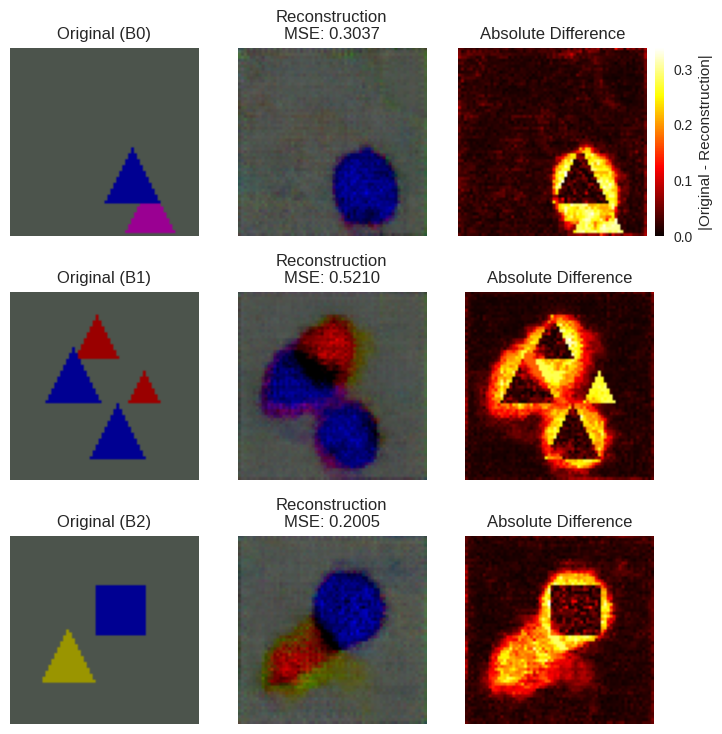 Original (B0)
Reconstruction
MSE: 0.3037
Absolute Difference
0.3
0.2
0.1
0.0
|Original - Reconstruction|
Original (B1)
Reconstruction
MSE: 0.5210
Absolute Difference
Original (B2)
Reconstruction
MSE: 0.2005
Absolute Difference